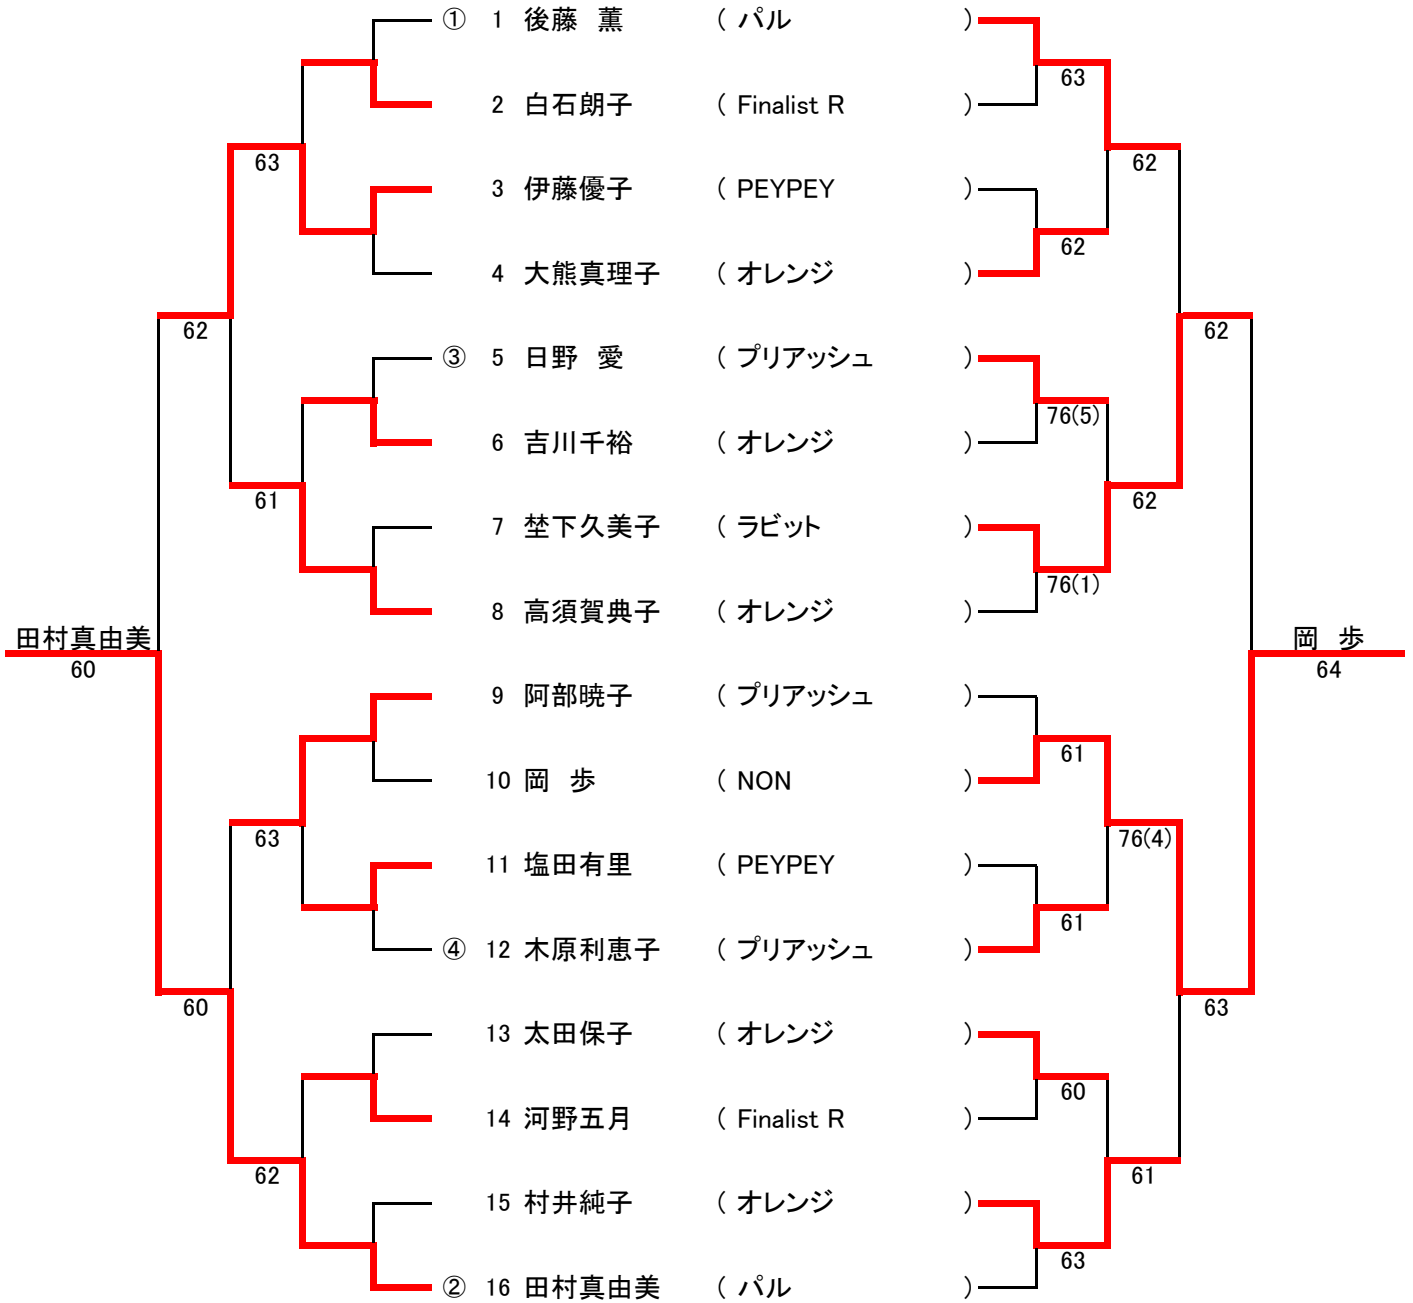 ① 1 後藤 薫 ( パル )
63
2 白石朗子 ( Finalist R )
63 62
3 伊藤優子 ( PEYPEY )
62
4 大熊真理子 ( オレンジ )
62 62
③ 5 日野 愛 ( プリアッシュ )
76(5)
6 吉川千裕 ( オレンジ )
61 62
7 埜下久美子 ( ラビット )
76(1)
8 高須賀典子 ( オレンジ )
田村真由美 岡 歩
60 64
9 阿部暁子 ( プリアッシュ )
61
10 岡 歩 ( NON )
63 76(4)
11 塩田有里 ( PEYPEY )
61
④ 12 木原利恵子 ( プリアッシュ )
60 63
13 太田保子 ( オレンジ )
60
14 河野五月 ( Finalist R )
62 61
15 村井純子 ( オレンジ )
63
② 16 田村真由美 ( パル )